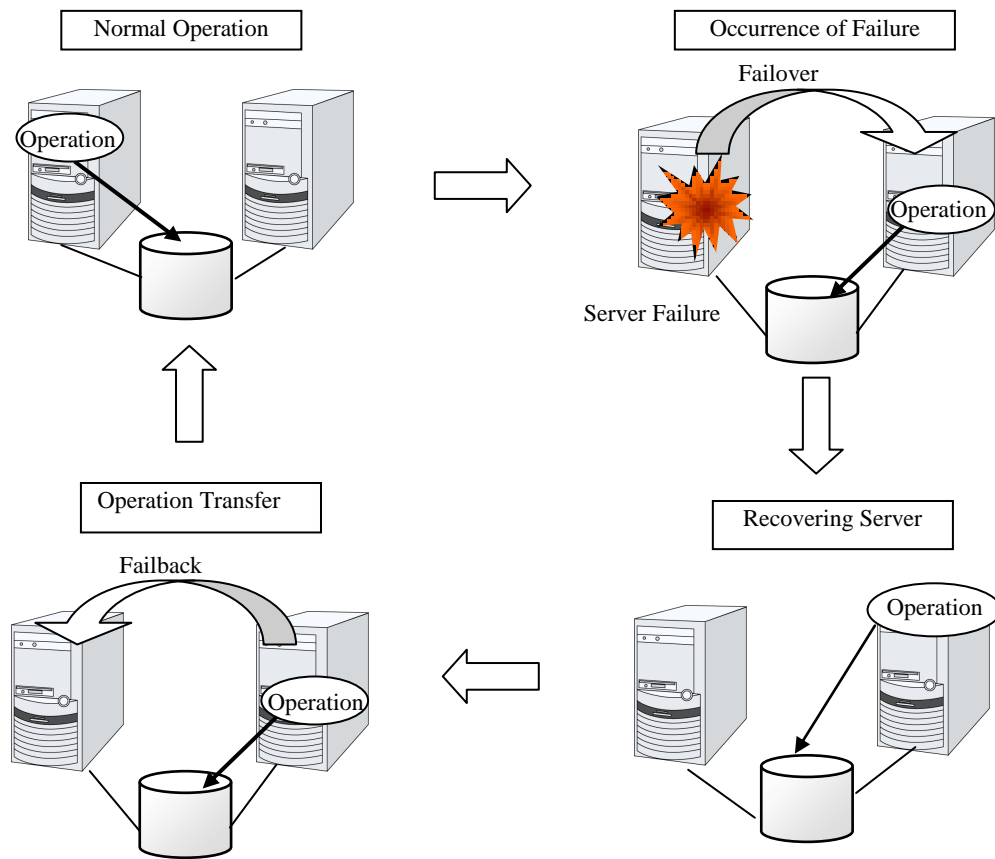 Normal Operation
Operation
Occurrence of Failure
Failover
Operation
Server Failure
Operation Transfer
Failback
Operation
Recovering Server
Operation